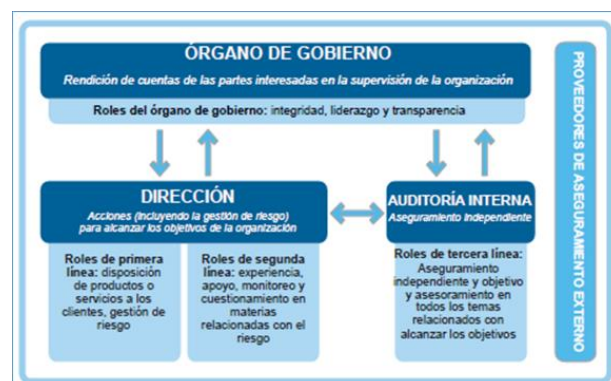 ÓRGANO DE GOBIERNO
Rendición de cuentas de las partes interesadas en la supervisión de la organización
Roles del órgano de gobierno: integridad, liderazgo y transparencia
DIRECCIÓN
Acciones (incluyendo la gestión de riesgo)
para alcanzar los objetivos de la organización
Roles de primera
línea: disposición
de productos o
servicios a los
clientes, gestión de
riesgo
Roles de segunda
línea: experiencia,
apoyo, monitoreo y
cuestionamiento en
materias
relacionadas con el
riesgo
AUDITORÍA INTERNA
Aseguramiento Independiente
Roles de tercera línea:
Aseguramiento
independiente y objetivo y
asesoramiento en
todos los temas
relacionados con
alcanzar los objetivos
PROVEEDORES DE ASEGURAMIENTO EXTERNO